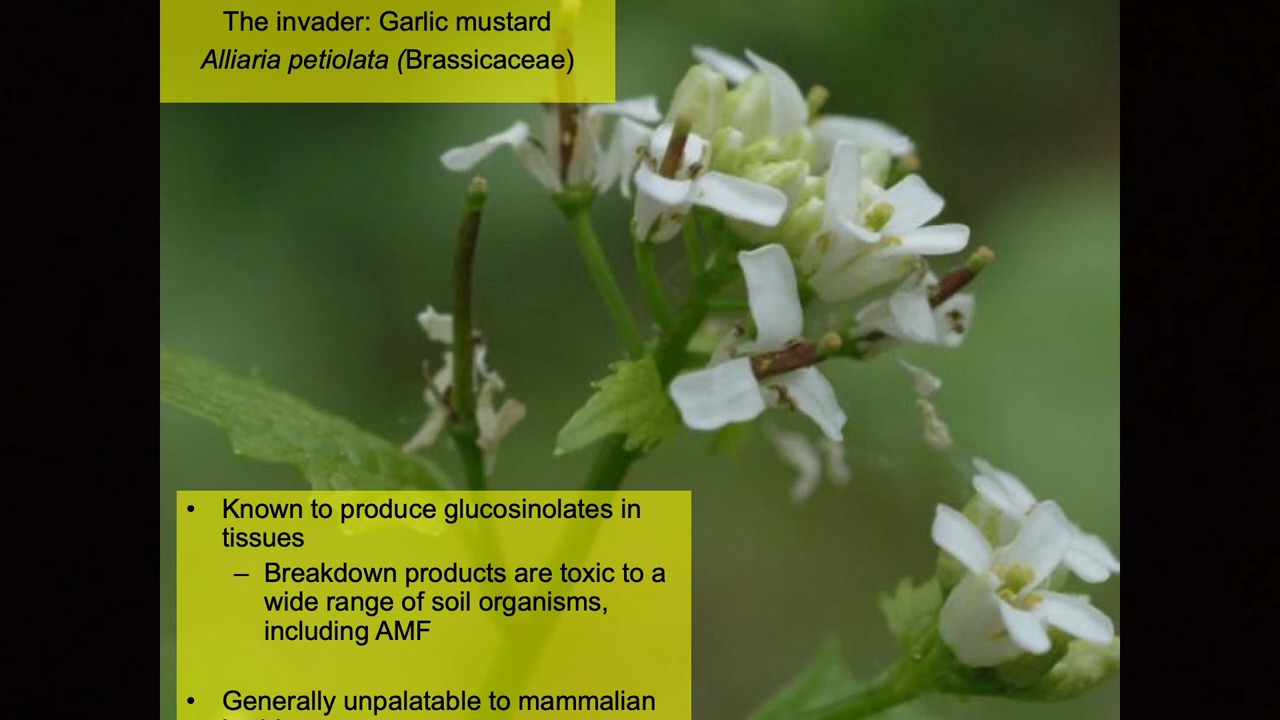 The invader: Garlic mustard
Alliaria petiolata (Brassicaceae)
• Known to produce glucosinolates in
tissues
– Breakdown products are toxic to a
wide range of soil organisms,
including AMF
• Generally unpalatable to mammalian